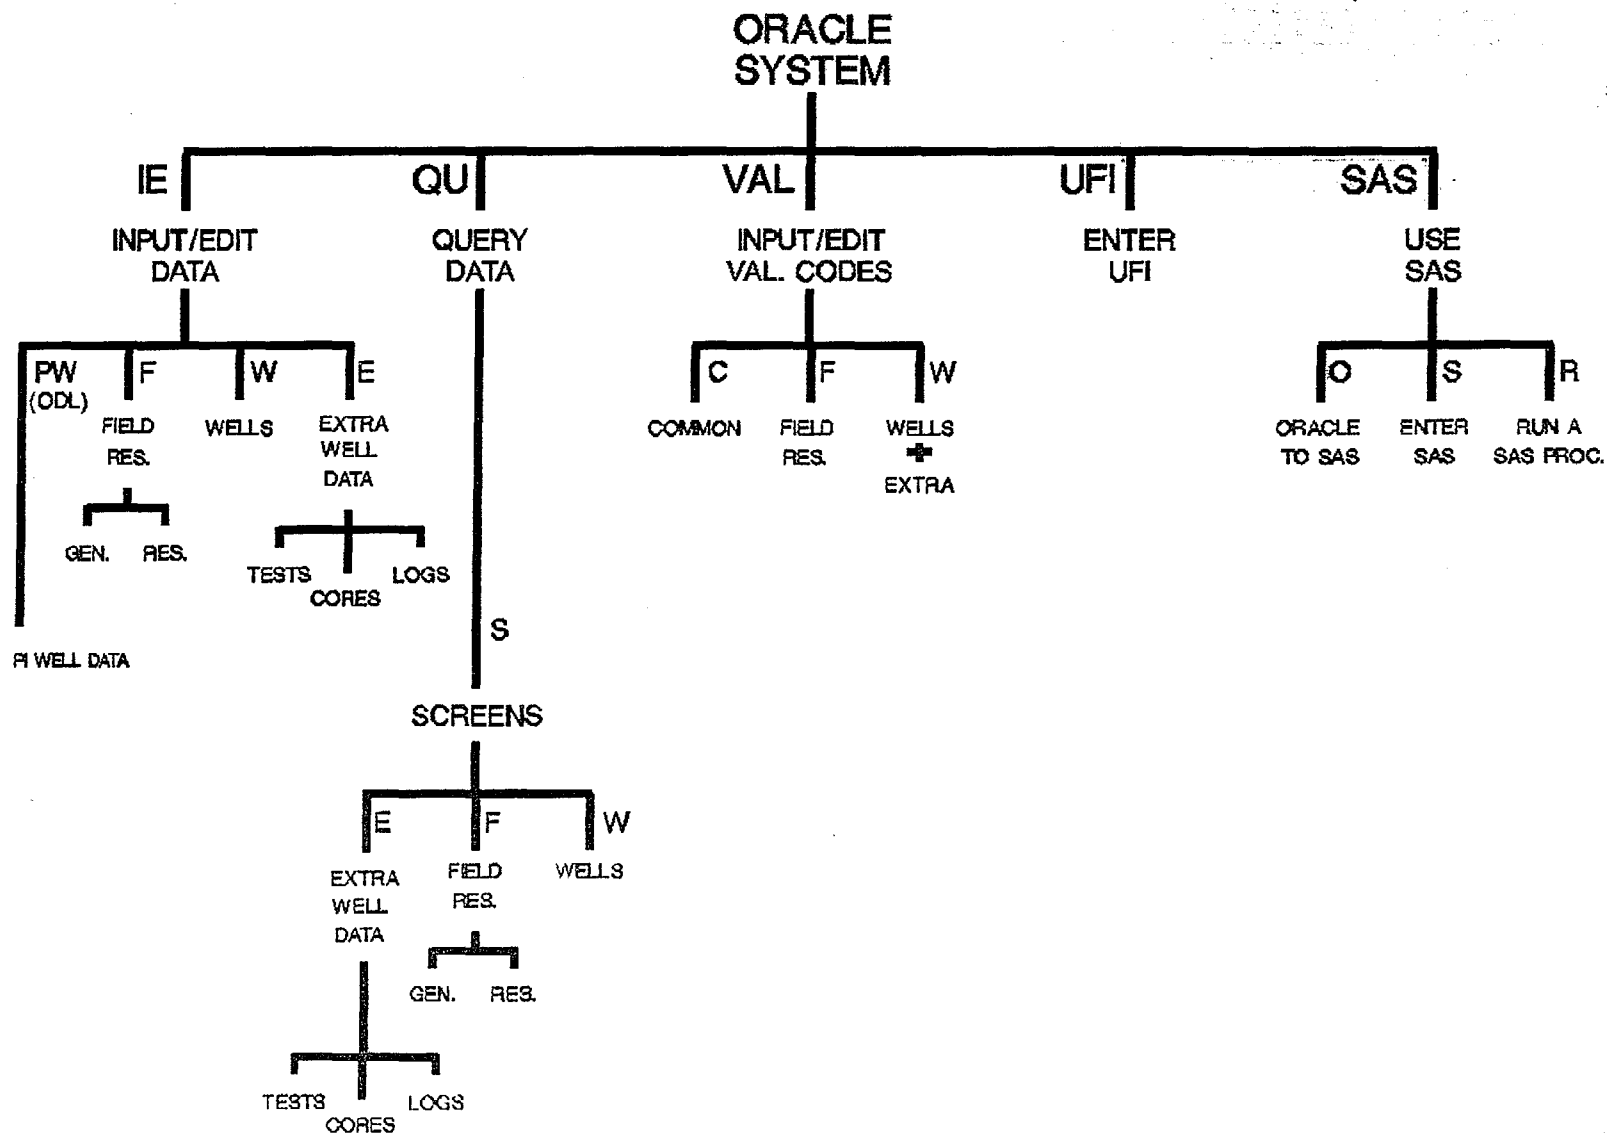 ORACLE
SYSTEM
IE
QU
VAL
UFI
SAS
INPUT/EDIT
DATA
QUERY
DATA
INPUT/EDIT
VAL. CODES
ENTER
UFI
USE
SAS
PW
(ODL)
F
W
E
C
F
W
O
S
R
FIELD
RES.
WELLS
EXTRA
WELL
DATA
COMMON
FIELD
RES.
WELLS
+
EXTRA
ORACLE
TO SAS
ENTER
SAS
RUN A
SAS PROC.
GEN.
RES.
TESTS
CORES
LOGS
S
PI WELL DATA
SCREENS
E
F
W
EXTRA
WELL
DATA
FIELD
RES.
WELLS
GEN.
RES.
TESTS
CORES
LOGS